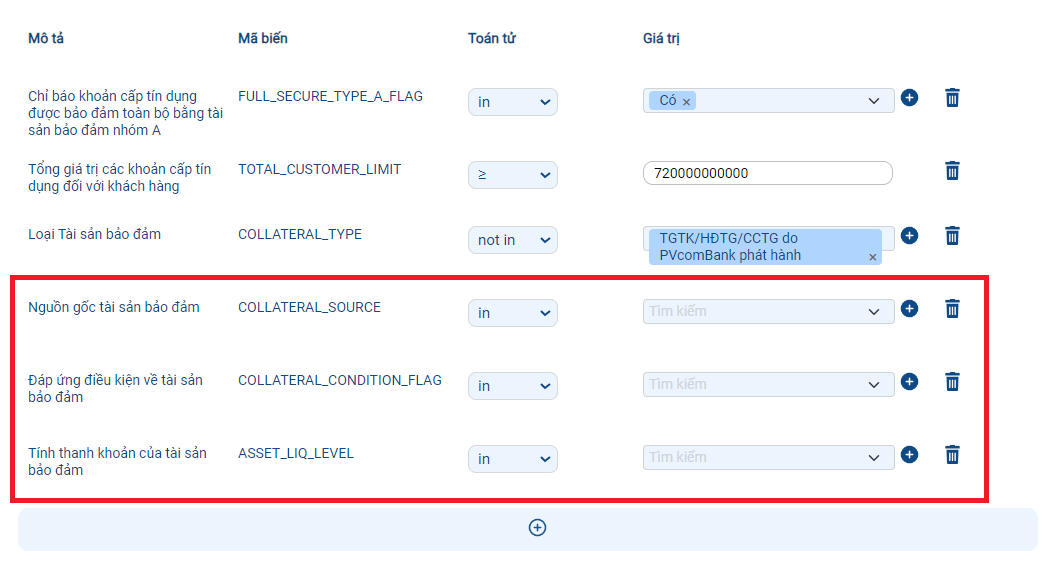 Mô tả
Mã biến
Toán tử
Giá trị
Chỉ báo khoản cấp tín dụng
được bảo đảm toàn bộ bằng tài
sản bảo đảm nhóm A
FULL_SECURE_TYPE_A_FLAG
in
Có ×
Tổng giá trị các khoản cấp tín
dụng đối với khách hàng
TOTAL_CUSTOMER_LIMIT
≥
720000000000
Loại Tài sản bảo đảm
COLLATERAL_TYPE
not in
TGTK/HĐTG/CCTG do
PVcomBank phát hành ×
Nguồn gốc tài sản bảo đảm
COLLATERAL_SOURCE
in
Tìm kiếm
Đáp ứng điều kiện về tài sản
bảo đảm
COLLATERAL_CONDITION_FLAG
in
Tìm kiếm
Tính thanh khoản của tài sản
bảo đảm
ASSET_LIQ_LEVEL
in
Tìm kiếm